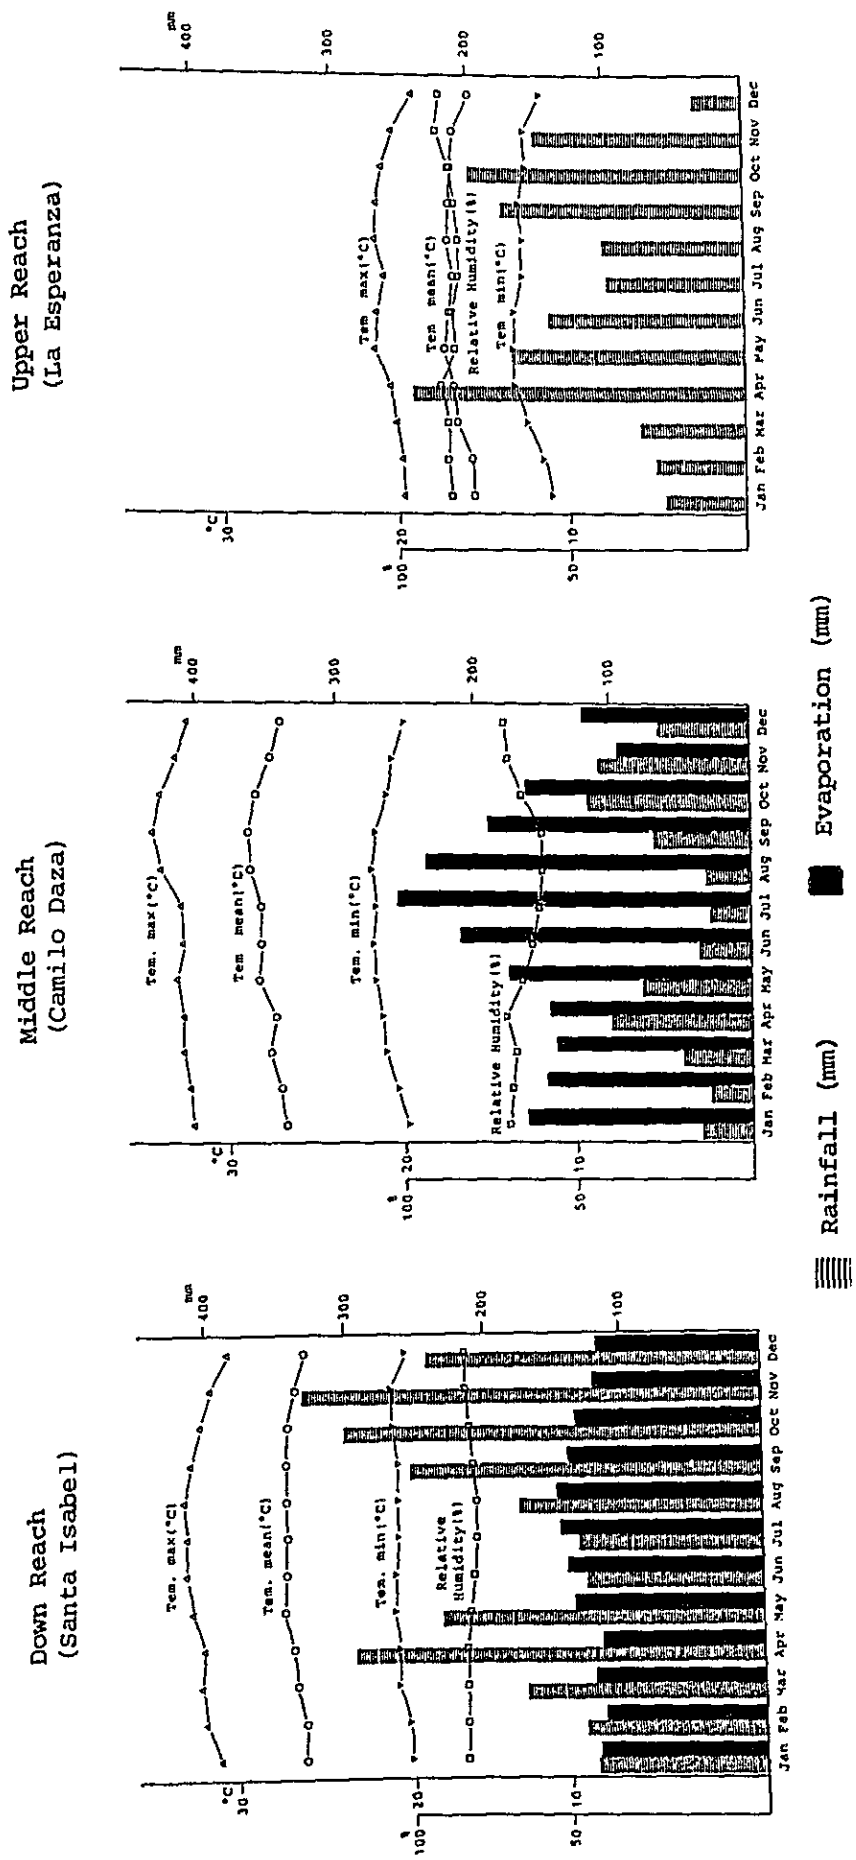 Down Reach
(Santa Isabel)
mm
400
300
200
100
Tem. max(°C)
Tem. mean(°C)
Tem. min(°C)
Relative
Humidity(%)
°C
30
20
10
%
100
50
Jan Feb Mar Apr May Jun Jul Aug Sep Oct Nov Dec
Middle Reach
(Camilo Daza)
mm
400
300
200
100
Tem. max(°C)
Tem mean(°C)
Tem. min(°C)
Relative Humidity(%)
°C
30
20
10
%
100
50
Jan Feb Mar Apr May Jun Jul Aug Sep Oct Nov Dec
Upper Reach
(La Esperanza)
mm
400
300
200
100
Tem max(°C)
Tem mean(°C)
Relative Humidity(%)
Tem min(°C)
°C
30
20
10
%
100
50
Jan Feb Mar Apr May Jun Jul Aug Sep Oct Nov Dec
Rainfall (mm)
Evaporation (mm)